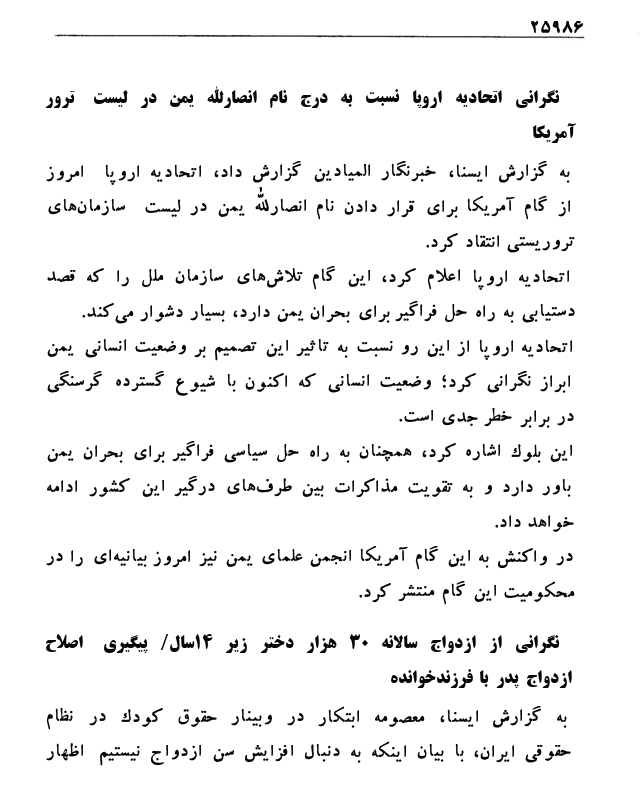 ۲۵۹۸۶
نگرانی اتحادیه اروپا نسبت به درج نام انصارالله یمن در لیست ترور
آمریکا
به گزارش ایسنا، خبرنگار المیادین گزارش داد، اتحادیه اروپا امروز
از گام آمریکا برای قرار دادن نام انصارالله یمن در لیست سازمان‌های
تروریستی انتقاد کرد.
اتحادیه اروپا اعلام کرد، این گام تلاش‌های سازمان ملل را که قصد
دستیابی به راه حل فراگیر برای بحران یمن دارد، بسیار دشوار می‌کند.
اتحادیه اروپا از این رو نسبت به تاثیر این تصمیم بر وضعیت انسانی یمن
ابراز نگرانی کرد؛ وضعیت انسانی که اکنون با شیوع گسترده گرسنگی
در برابر خطر جدی است.
این بلوك اشاره کرد، همچنان به راه حل سیاسی فراگیر برای بحران یمن
باور دارد و به تقویت مذاکرات بین طرف‌های درگیر این کشور ادامه
خواهد داد.
در واکنش به این گام آمریکا انجمن علمای یمن نیز امروز بیانیه‌ای را در
محکومیت این گام منتشر کرد.
نگرانی از ازدواج سالانه ۳۰ هزار دختر زیر ۱۴سال/ پیگیری اصلاح
ازدواج پدر با فرزندخوانده
به گزارش ایسنا، معصومه ابتکار در وبینار حقوق کودك در نظام
حقوقی ایران، با بیان اینکه به دنبال افزایش سن ازدواج نیستیم اظهار